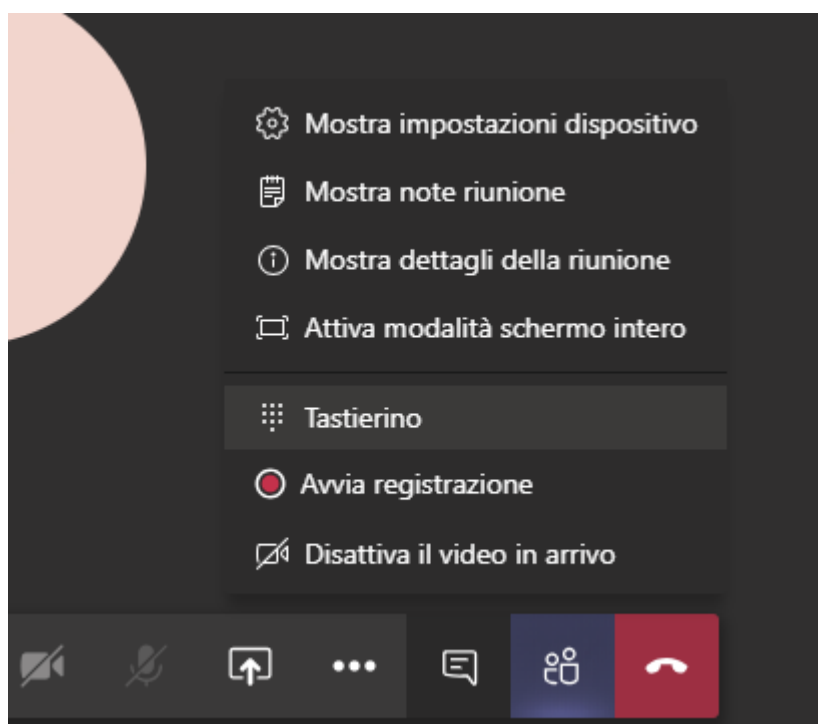 Mostra impostazioni dispositivo
Mostra note riunione
Mostra dettagli della riunione
Attiva modalità schermo intero
Tastierino
Avvia registrazione
Disattiva il video in arrivo